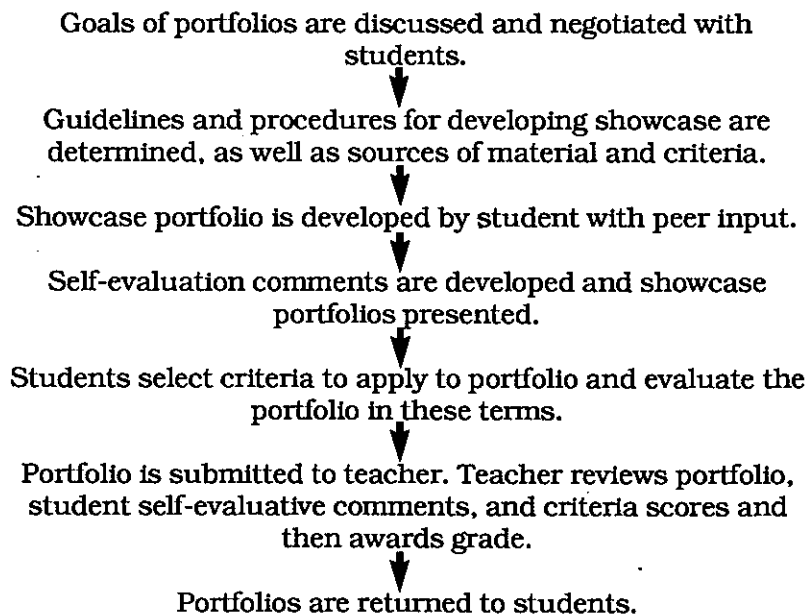 Goals of portfolios are discussed and negotiated with
students.
Guidelines and procedures for developing showcase are
determined, as well as sources of material and criteria.
Showcase portfolio is developed by student with peer input.
Self-evaluation comments are developed and showcase
portfolios presented.
Students select criteria to apply to portfolio and evaluate the
portfolio in these terms.
Portfolio is submitted to teacher. Teacher reviews portfolio,
student self-evaluative comments, and criteria scores and
then awards grade.
Portfolios are returned to students.